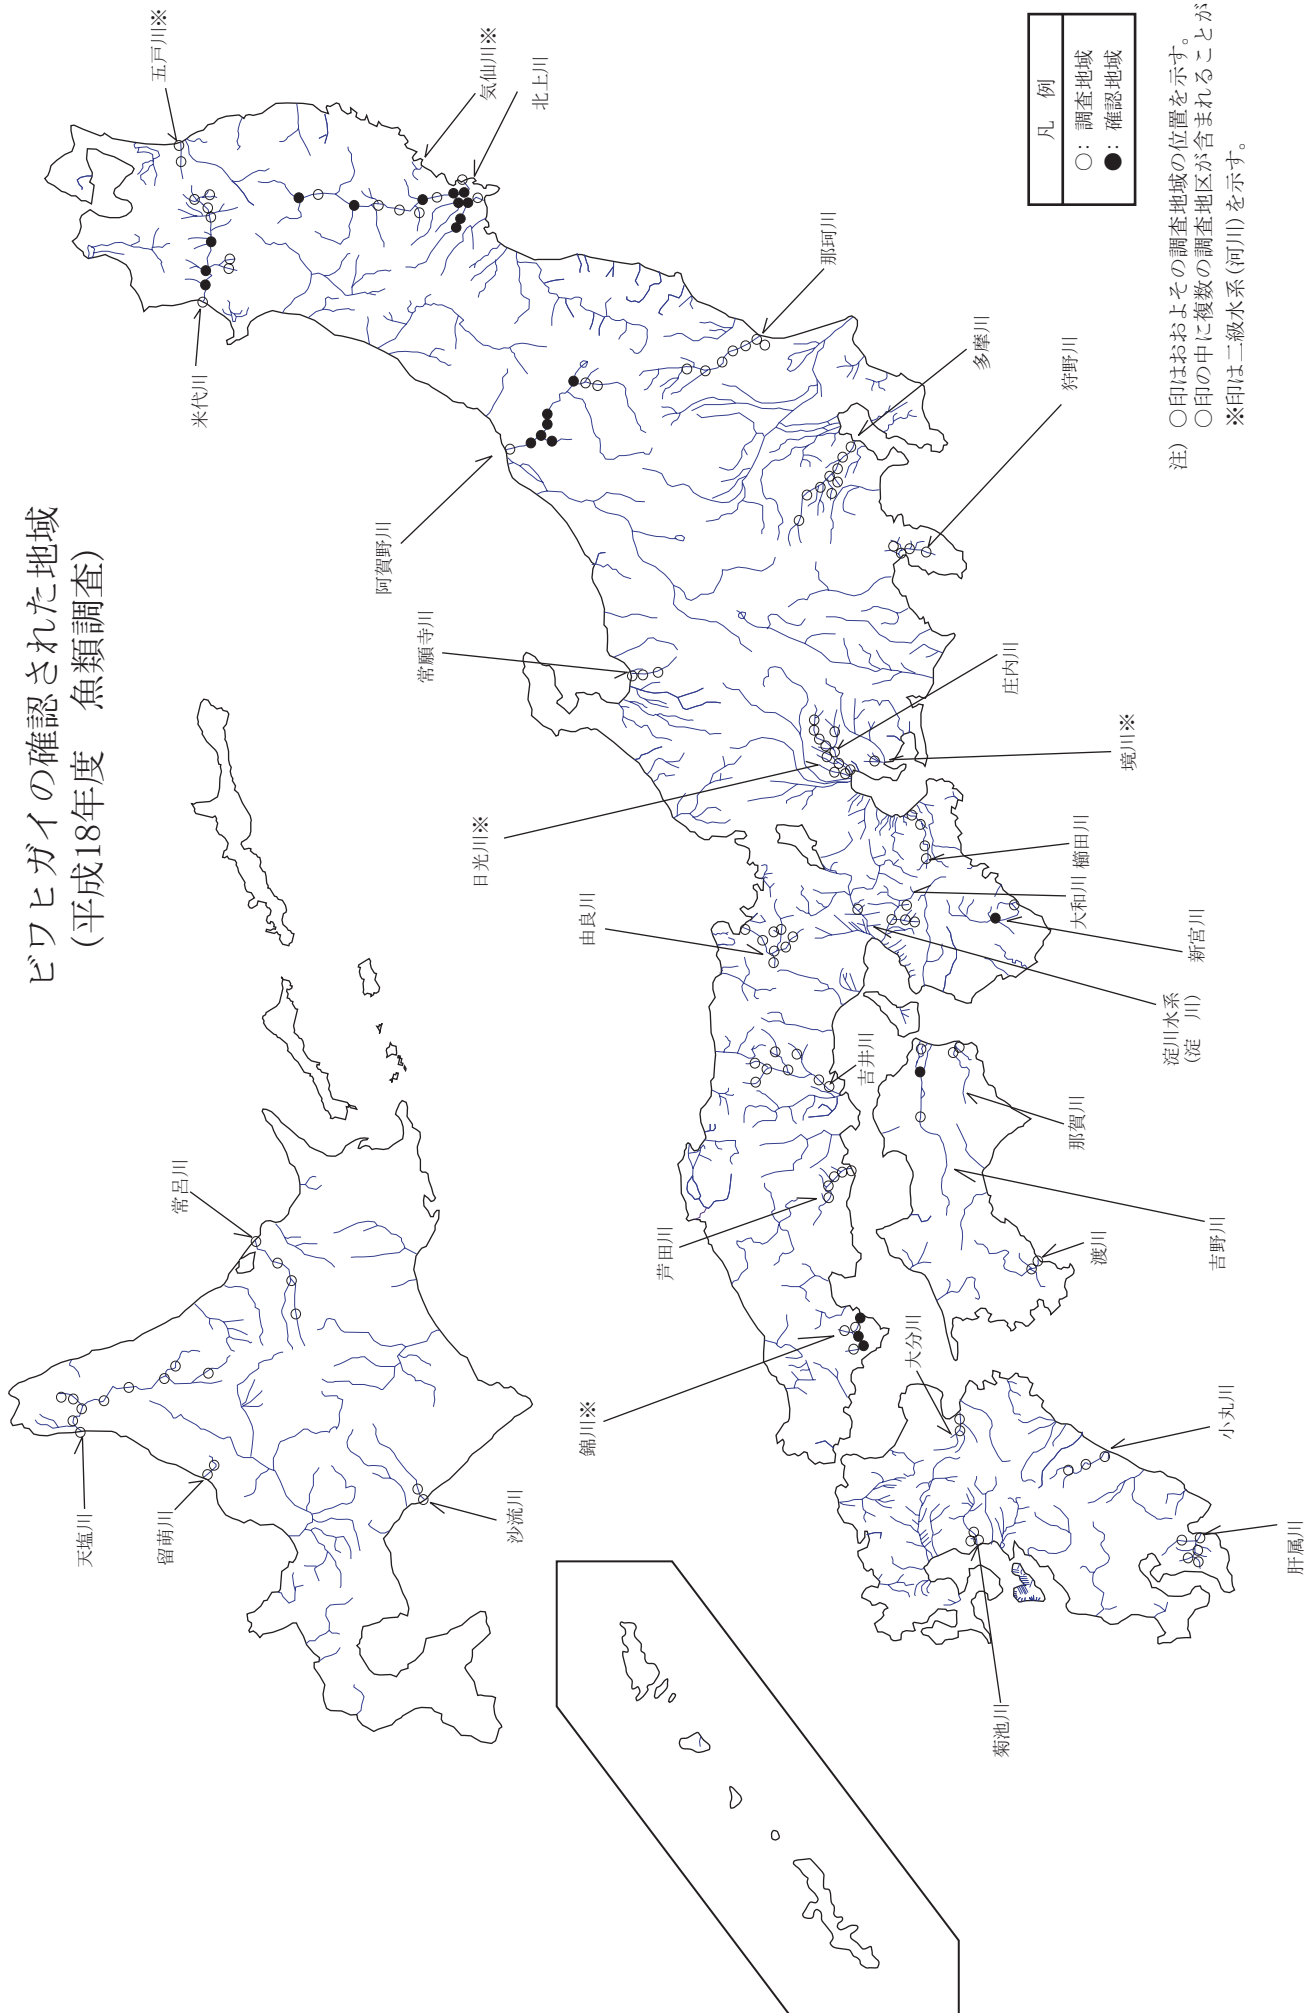 ビワヒガイの確認された地域
(平成18年度　魚類調査)
五戸川※
気仙川※
北上川
米代川
那珂川
多摩川
狩野川
阿賀野川
常願寺川
庄内川
境川※
日光川※
櫛田川
大和川
新宮川
由良川
淀川水系
(淀　川)
吉井川
那賀川
吉野川
渡川
芦田川
錦川※
大分川
小丸川
肝属川
菊池川
常呂川
天塩川
留萌川
沙流川
凡　例
○：調査地域
●：確認地域
注）○印はおおよその調査地域の位置を示す。
○印の中に複数の調査地区が含まれることが
※印は二級水系(河川)を示す。